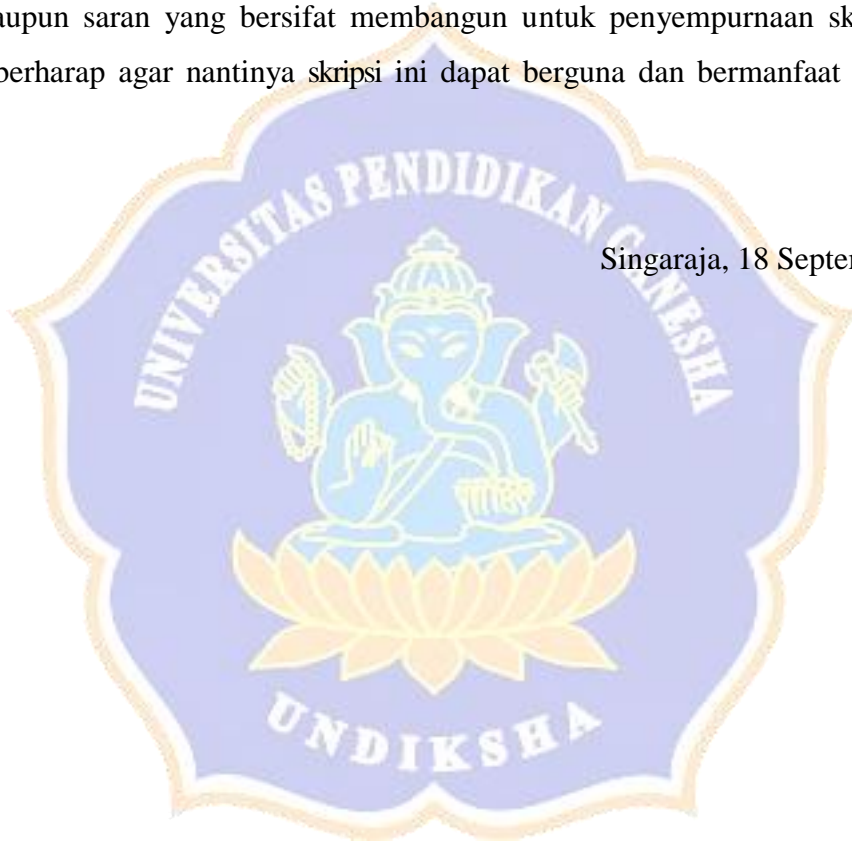 aupun saran yang bersifat membangun untuk penyempurnaan sk
berharap agar nantinya skripsi ini dapat berguna dan bermanfaat
UNIVERSITAS PENDIDIKAN GANESHA
Singaraja, 18 Septe
UNDIKSHA